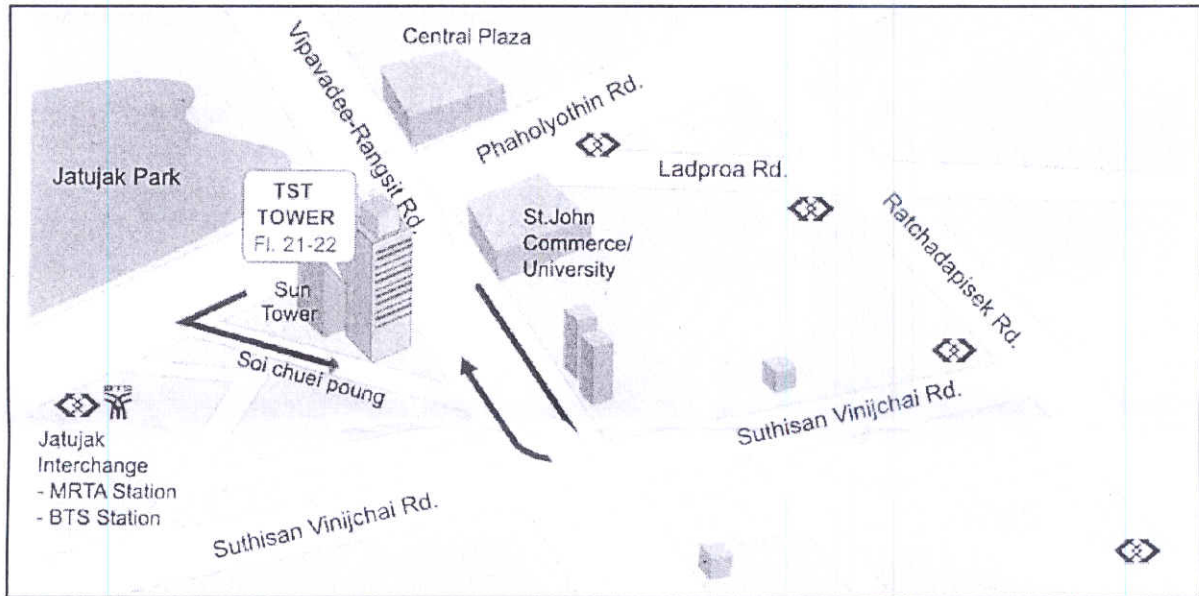 Central Plaza
Vipavadee-Rangsit Rd.
Phaholyothin Rd.
Ladproa Rd.
Jatujak Park
TST
TOWER
Fl. 21-22
St.John
Commerce/
University
Ratchadapisek Rd.
Sun
Tower
Soi chuei poung
Suthisan Vinijchai Rd.
BTS
Jatujak
Interchange
- MRTA Station
- BTS Station
Suthisan Vinijchai Rd.